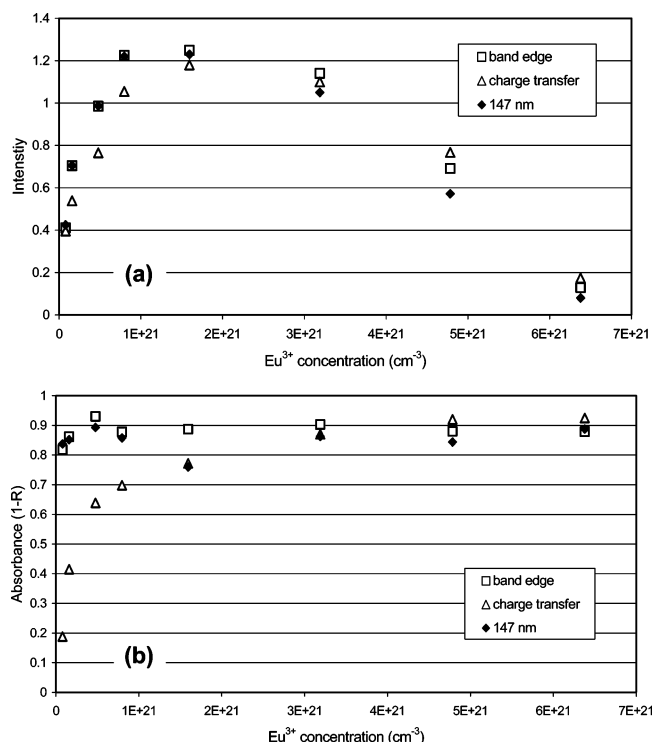 1.4
1.2
1
0.8
0.6
0.4
0.2
0
Intenstiy
band edge
charge transfer
147 nm
(a)
0 1E+21 2E+21 3E+21 4E+21 5E+21 6E+21 7E+21
Eu³⁺ concentration (cm⁻³)
1
0.9
0.8
0.7
0.6
0.5
0.4
0.3
0.2
0.1
0
Absorbance (1-R)
band edge
charge transfer
147 nm
(b)
0 1E+21 2E+21 3E+21 4E+21 5E+21 6E+21 7E+21
Eu³⁺ concentration (cm⁻³)